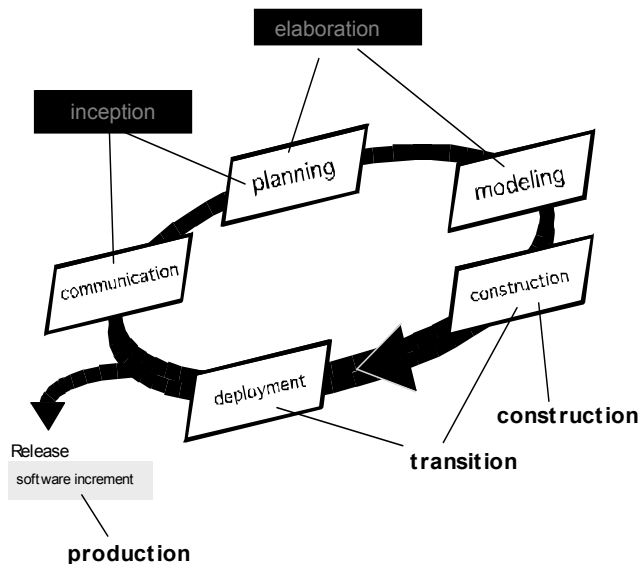 elaboration
inception
planning
modeling
communication
construction
deployment
construction
transition
Release
software increment
production